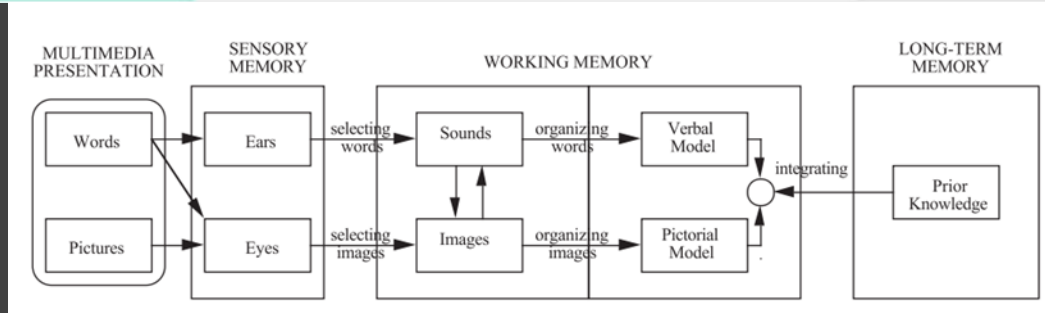 MULTIMEDIA
PRESENTATION
SENSORY
MEMORY
WORKING MEMORY
LONG-TERM
MEMORY
Words
Ears
selecting
words
Sounds
organizing
words
Verbal
Model
integrating
Prior
Knowledge
Pictures
Eyes
selecting
images
Images
organizing
images
Pictorial
Model